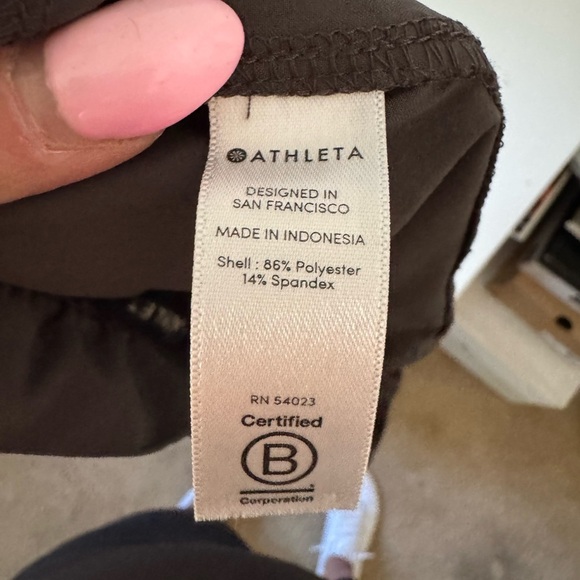 ATHLETA
DESIGNED IN
SAN FRANCISCO
MADE IN INDONESIA
Shell : 86% Polyester
14% Spandex
RN 54023
Certified
B
Corporation